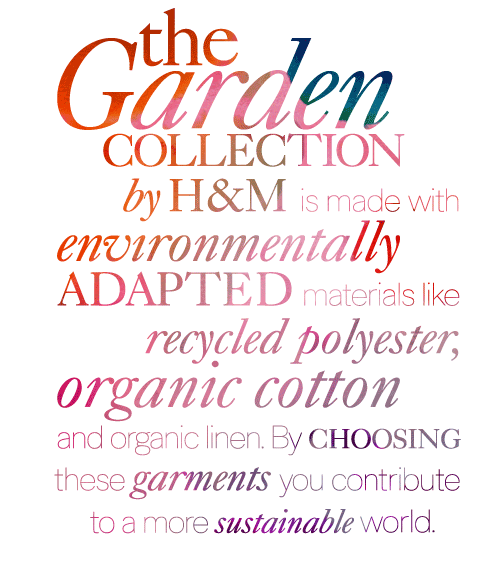 the
Garden
COLLECTION
by H&M is made with
environmentally
ADAPTED materials like
recycled polyester,
organic cotton
and organic linen. By CHOOSING
these garments you contribute
to a more sustainable world.